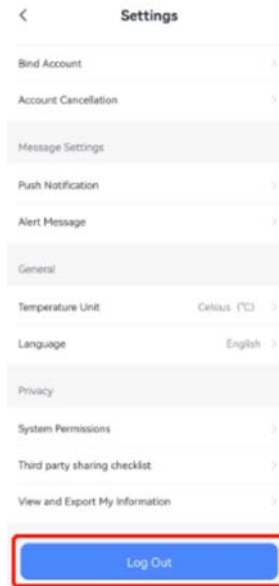 Settings
Bind Account
Account Cancellation
Message Settings
Push Notification
Alert Message
General
Temperature Unit Celsius (℃)
Language English
Privacy
System Permissions
Third party sharing checklist
View and Export My Information
Log Out